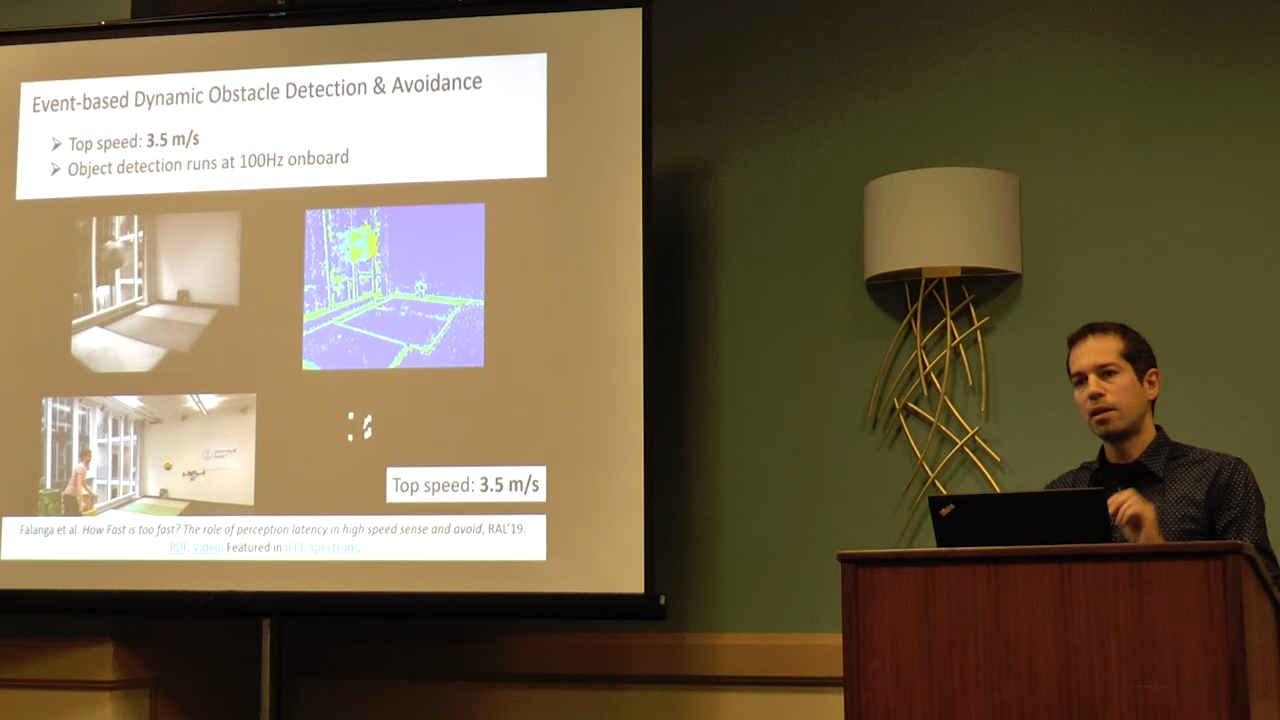 Event-based Dynamic Obstacle Detection & Avoidance
➢ Top speed: 3.5 m/s
➢ Object detection runs at 100Hz onboard
Top speed: 3.5 m/s
Falanga et al. How Fast is too fast? The role of perception latency in high speed sense and avoid, RAL'19.
PDF. Video. Featured in IEEE Spectrum.